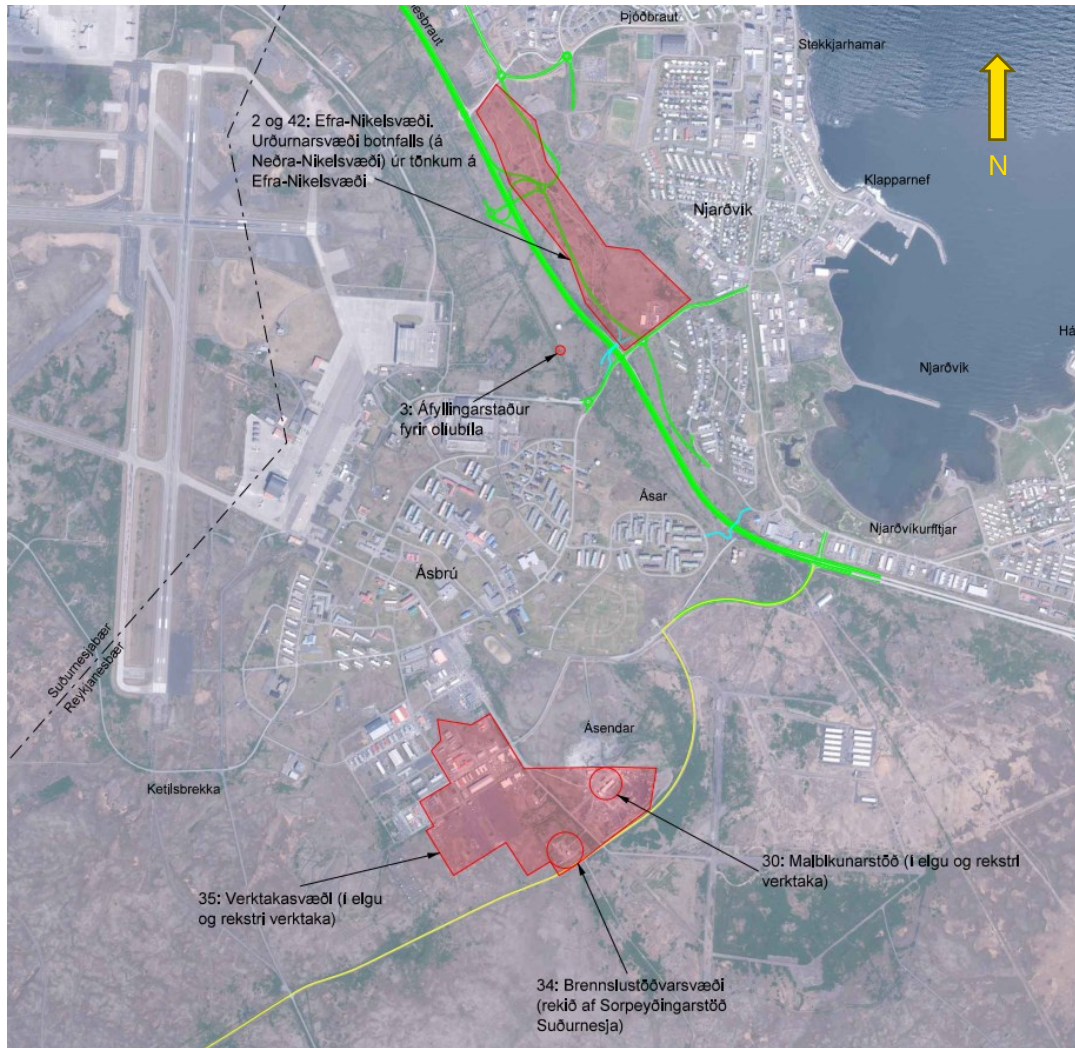 Þjóðbraut
esbraut
Stekkjarhamar
2 og 42: Efra-Nikelsvæði.
Urðurnarsvæði botnfalls (á
Neðra-Nikelsvæði) úr tönkum á
Efra-Nikelsvæði
N
Klapparnef
Njarðvík
Há
Njarðvík
3: Áfyllingarstaður
fyrir olíubíla
Ásar
Njarðvíkurfitjar
Ásbrú
Suðurnesjabær
Reykjanesbær
Ásendar
Ketilsbrekka
30: Malbikunarstöð (í eigu og rekstri
verktaka)
35: Verktakasvæði (í eigu
og rekstri verktaka)
34: Brennslustöðvarsvæði
(rekið af Sorpeyðingarstöð
Suðurnesja)